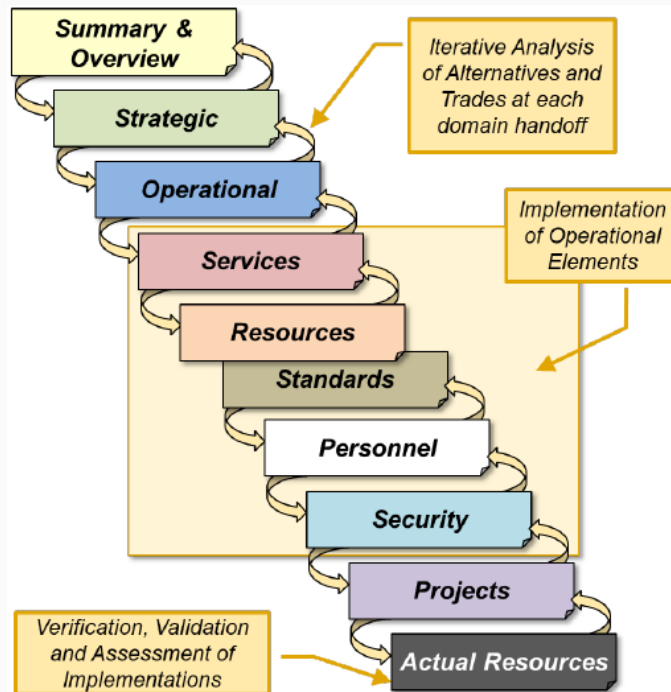 Summary &
Overview
Iterative Analysis
of Alternatives and
Trades at each
domain handoff
Strategic
Operational
Implementation
of Operational
Elements
Services
Resources
Standards
Personnel
Security
Projects
Verification, Validation
and Assessment of
Implementations
Actual Resources